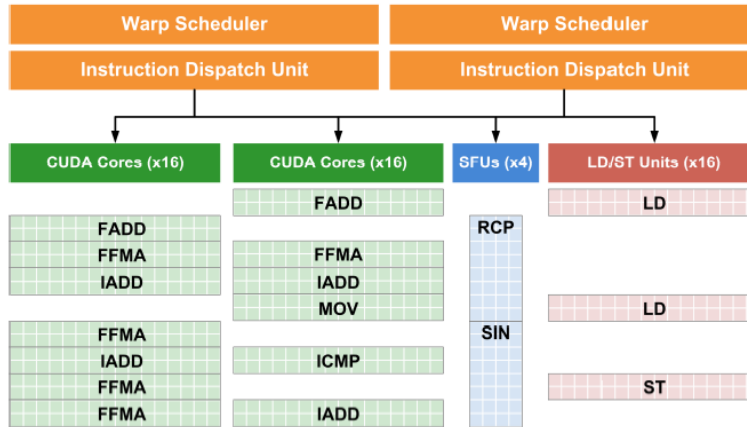 Warp Scheduler Warp Scheduler
Instruction Dispatch Unit Instruction Dispatch Unit
CUDA Cores (x16) CUDA Cores (x16) SFUs (x4) LD/ST Units (x16)
FADD LD
FADD RCP
FFMA FFMA
IADD IADD
MOV LD
FFMA SIN
IADD ICMP
FFMA ST
FFMA IADD